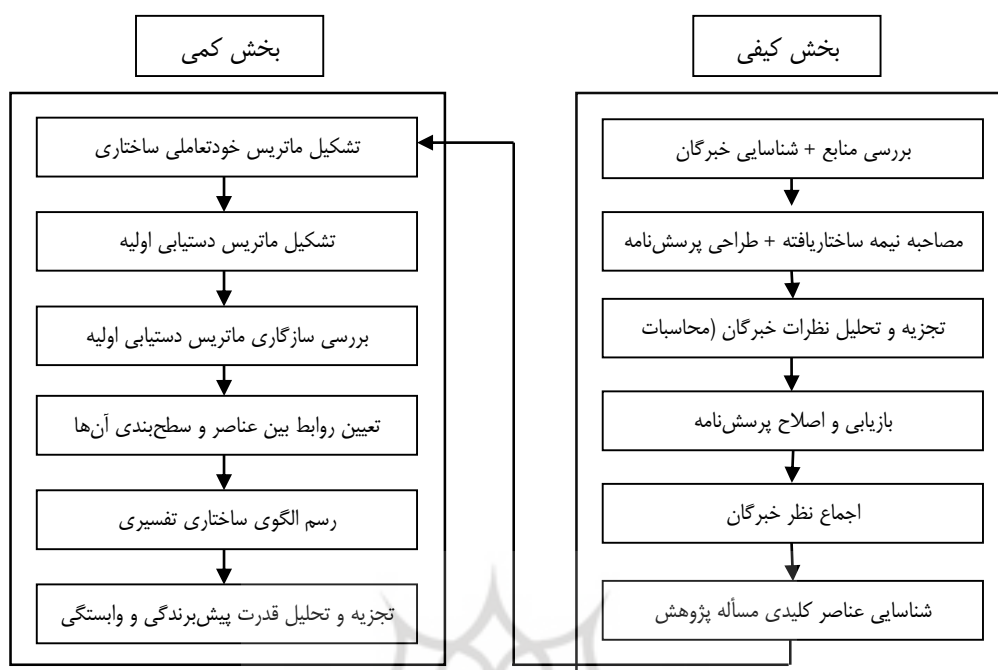 بخش کیفی
بررسی منابع + شناسایی خبرگان
مصاحبه نیمه ساختاریافته + طراحی پرسش‌نامه
تجزیه و تحلیل نظرات خبرگان (محاسبات
بازیابی و اصلاح پرسش‌نامه
اجماع نظر خبرگان
شناسایی عناصر کلیدی مسأله پژوهش
بخش کمی
تشکیل ماتریس خودتعاملی ساختاری
تشکیل ماتریس دستیابی اولیه
بررسی سازگاری ماتریس دستیابی اولیه
تعیین روابط بین عناصر و سطح‌بندی آن‌ها
رسم الگوی ساختاری تفسیری
تجزیه و تحلیل قدرت پیش‌برندگی و وابستگی